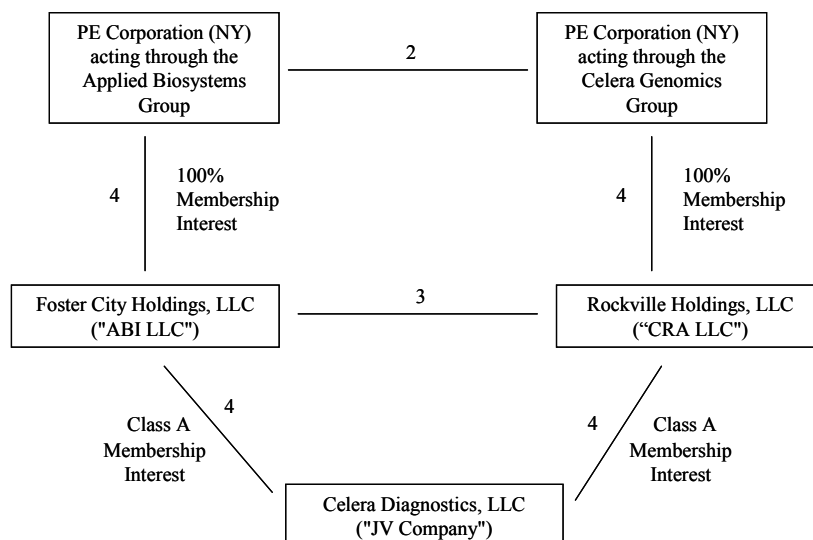 PE Corporation (NY)
acting through the
Applied Biosystems
Group
2
PE Corporation (NY)
acting through the
Celera Genomics
Group
4
100%
Membership
Interest
4
100%
Membership
Interest
Foster City Holdings, LLC
("ABI LLC")
3
Rockville Holdings, LLC
(“CRA LLC")
4
Class A
Membership
Interest
4
Class A
Membership
Interest
Celera Diagnostics, LLC
("JV Company")